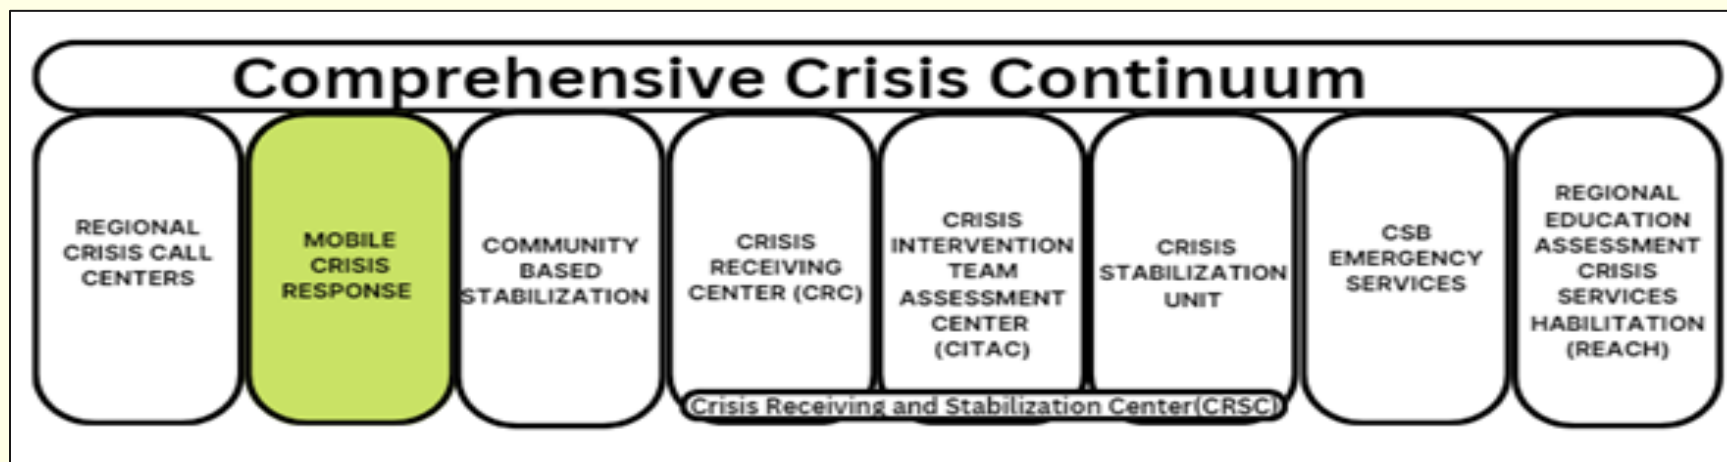 Comprehensive Crisis Continuum
REGIONAL
CRISIS CALL
CENTERS
MOBILE
CRISIS
RESPONSE
COMMUNITY
BASED
STABILIZATION
CRISIS
RECEIVING
CENTER (CRC)
CRISIS
INTERVENTION
TEAM
ASSESSMENT
CENTER
(CITAC)
CRISIS
STABILIZATION
UNIT
CSB
EMERGENCY
SERVICES
REGIONAL
EDUCATION
ASSESSMENT
CRISIS
SERVICES
HABILITATION
(REACH)
Crisis Receiving and Stabilization Center(CRSC)